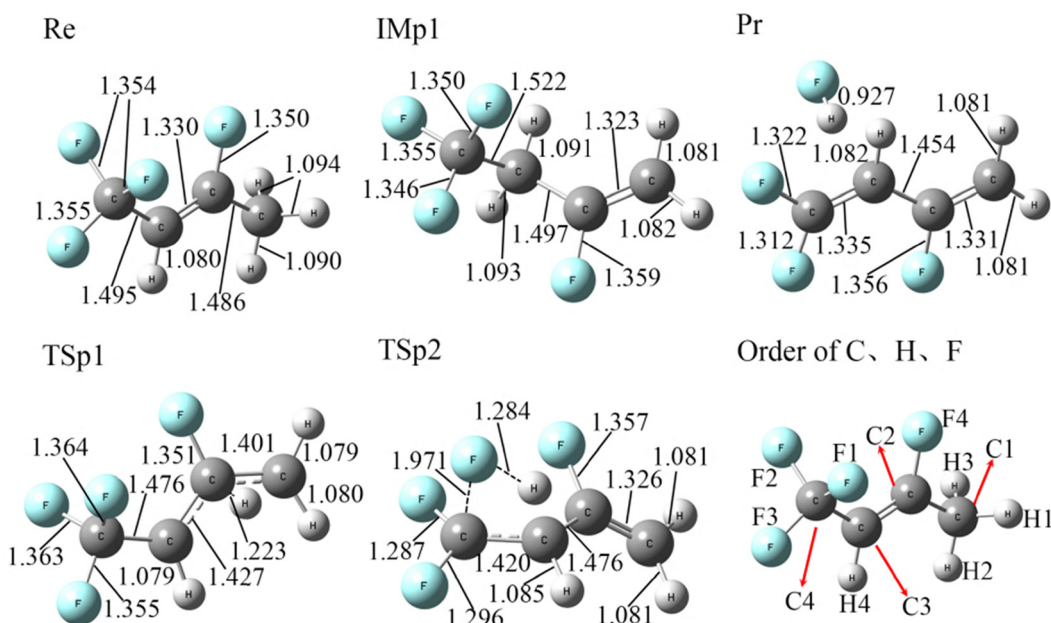 Re
IMp1
Pr
1.354
1.330
1.350
1.094
1.355
1.080
1.090
1.495
1.486
F
F
F
F
C
C
C
C
H
H
H
H
1.350
1.522
1.323
1.091
1.081
1.355
1.346
1.497
1.082
1.093
1.359
F
F
F
F
C
C
C
C
H
H
H
H
0.927
1.081
1.322
1.082
1.454
1.312
1.335
1.331
1.356
1.081
F
H
F
F
F
C
C
C
C
H
H
H
TSp1
TSp2
Order of C、H、F
1.364
1.476
1.351
1.401
1.079
1.080
1.363
1.223
1.079
1.427
1.355
F
F
F
F
C
C
C
C
H
H
H
H
1.284
1.357
1.971
1.081
1.326
1.287
1.420
1.476
1.085
1.296
1.081
F
F
F
F
C
C
C
C
H
H
H
H
F4
C2
F1
H3
C1
F2
H1
F3
H2
C4
H4
C3
F
F
F
F
C
C
C
C
H
H
H
H